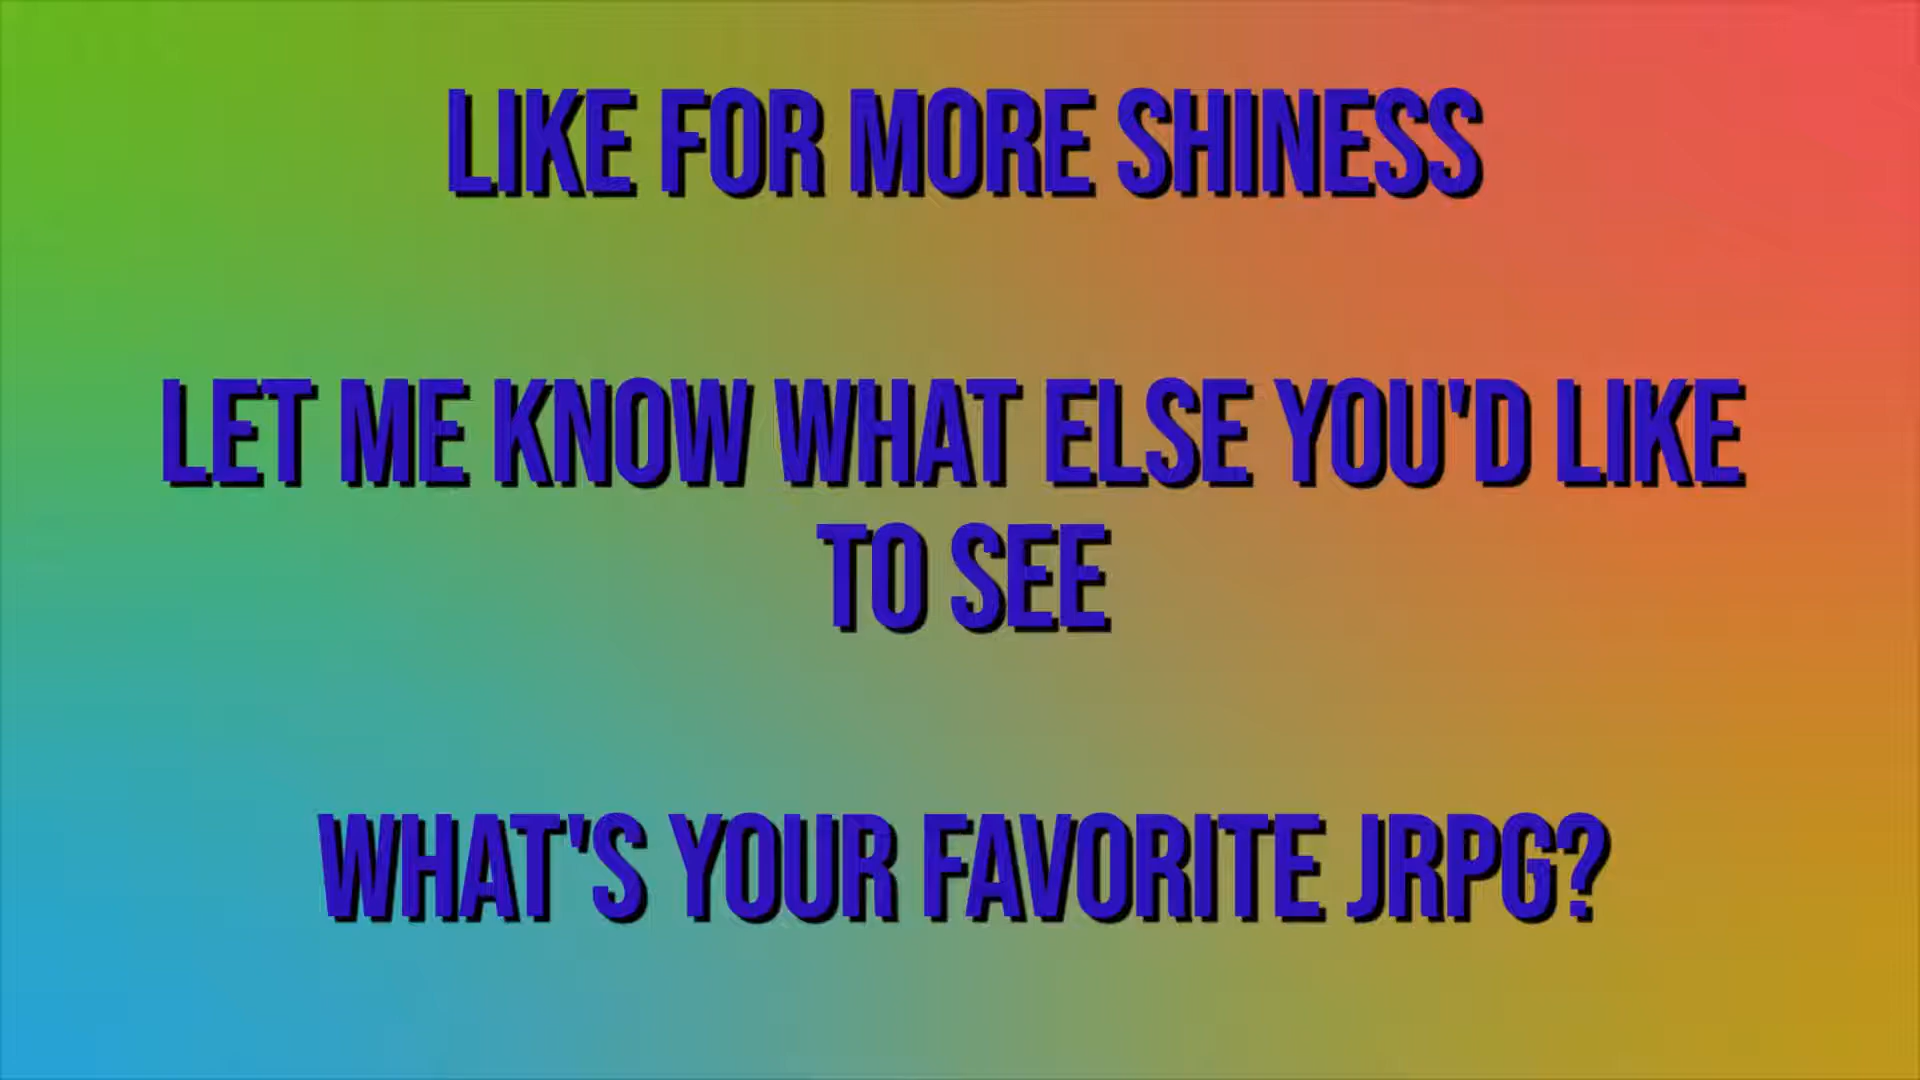 LIKE FOR MORE SHINESS
LET ME KNOW WHAT ELSE YOU'D LIKE
TO SEE
WHAT'S YOUR FAVORITE JRPG?